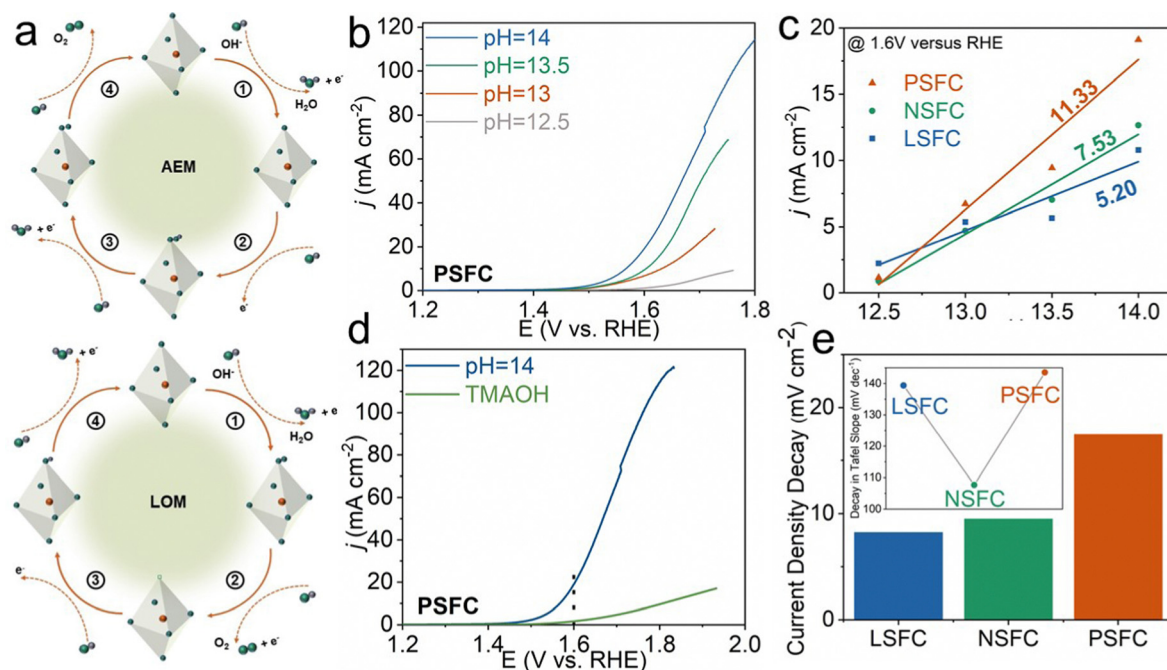 a
O₂
OH⁻
④
①
+ e⁻
H₂O
AEM
+ e⁻
③
②
e⁻
+ e⁻
OH⁻
④
①
+ e
H₂O
LOM
e⁻
③
②
O₂
+ e⁻
b
pH=14
pH=13.5
pH=13
pH=12.5
PSFC
j (mA cm⁻²)
120
100
80
60
40
20
0
1.2
1.4
1.6
1.8
E (V vs. RHE)
c
@ 1.6V versus RHE
PSFC
NSFC
LSFC
11.33
7.53
5.20
j (mA cm⁻²)
20
15
10
5
0
12.5
13.0
13.5
14.0
d
pH=14
TMAOH
PSFC
j (mA cm⁻²)
120
100
80
60
40
20
0
1.2
1.4
1.6
1.8
2.0
E (V vs. RHE)
e
Current Density Decay (mV cm⁻²)
20
10
0
LSFC
NSFC
PSFC
Decay in Tafel Slope (mV dec⁻¹)
140
130
120
110
100
LSFC
PSFC
NSFC